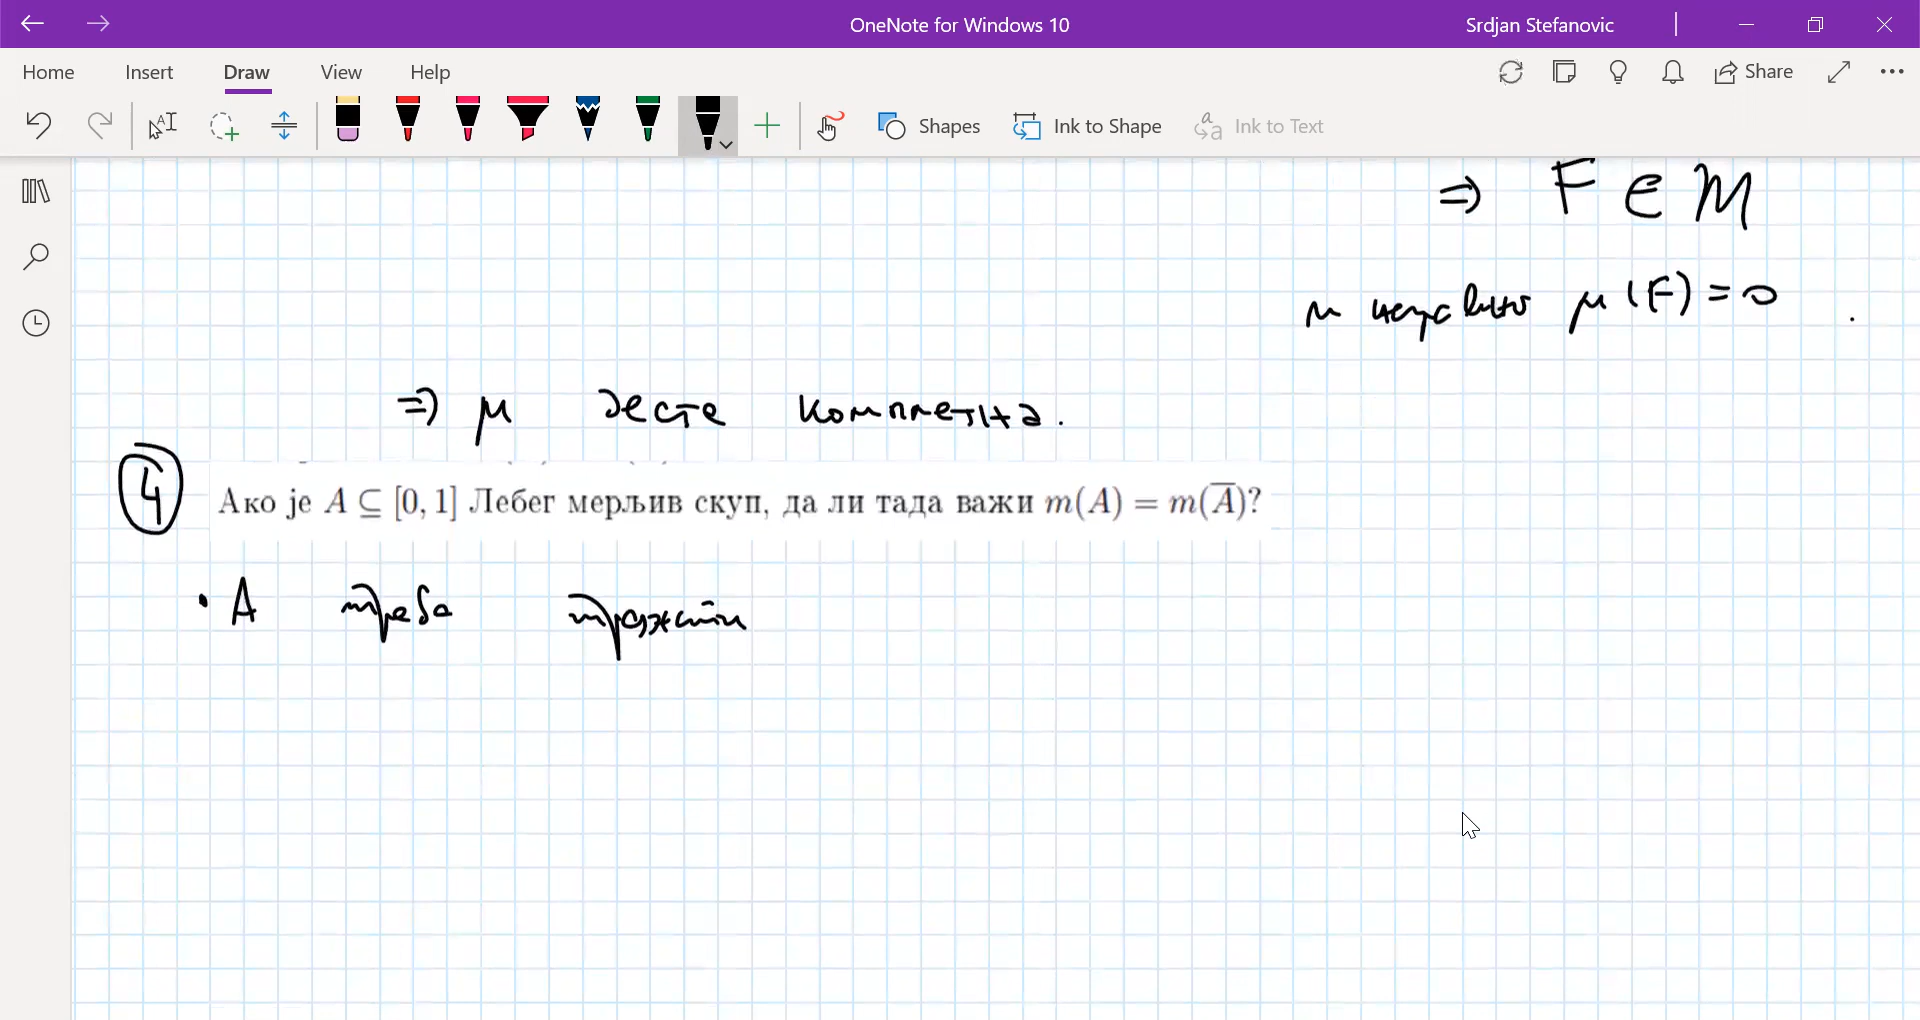 OneNote for Windows 10
Srdjan Stefanovic
Home Insert Draw View Help
Share
Shapes Ink to Shape Ink to Text
⇒ F ∈ M
μ(F) = 0 .
⇒ μ јесте комплетна.
4 Ако је A ⊆ [0, 1] Лебег мерљив скуп, да ли тада важи m(A) = m(A̅)?
• A треба тражити